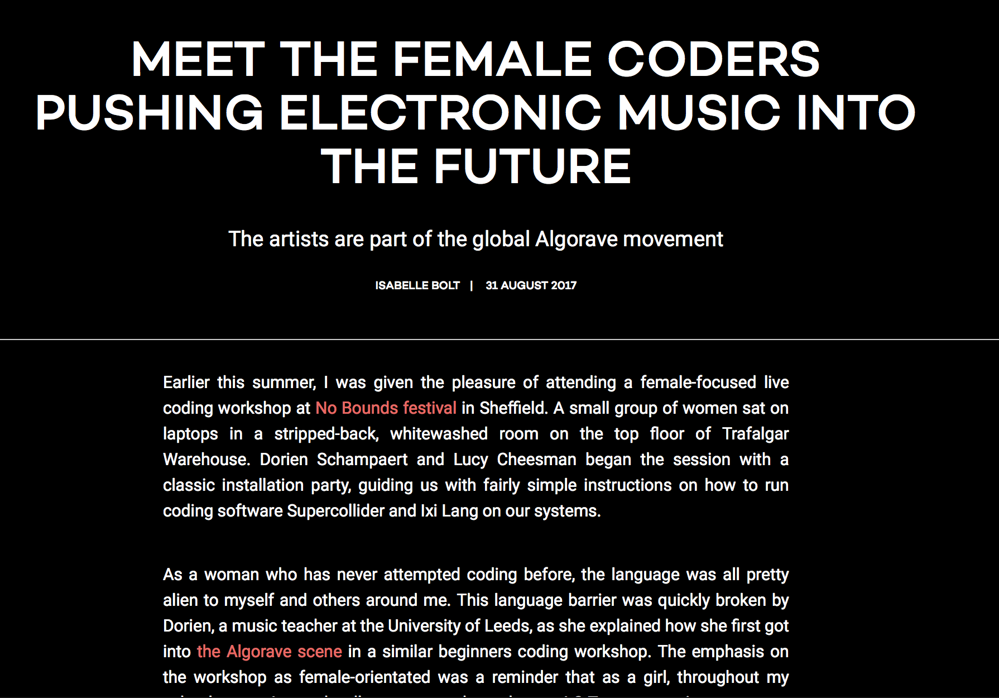 MEET THE FEMALE CODERS
PUSHING ELECTRONIC MUSIC INTO
THE FUTURE
The artists are part of the global Algorave movement
ISABELLE BOLT | 31 AUGUST 2017
Earlier this summer, I was given the pleasure of attending a female-focused live
coding workshop at No Bounds festival in Sheffield. A small group of women sat on
laptops in a stripped-back, whitewashed room on the top floor of Trafalgar
Warehouse. Dorien Schampaert and Lucy Cheesman began the session with a
classic installation party, guiding us with fairly simple instructions on how to run
coding software Supercollider and Ixi Lang on our systems.
As a woman who has never attempted coding before, the language was all pretty
alien to myself and others around me. This language barrier was quickly broken by
Dorien, a music teacher at the University of Leeds, as she explained how she first got
into the Algorave scene in a similar beginners coding workshop. The emphasis on
the workshop as female-orientated was a reminder that as a girl, throughout my